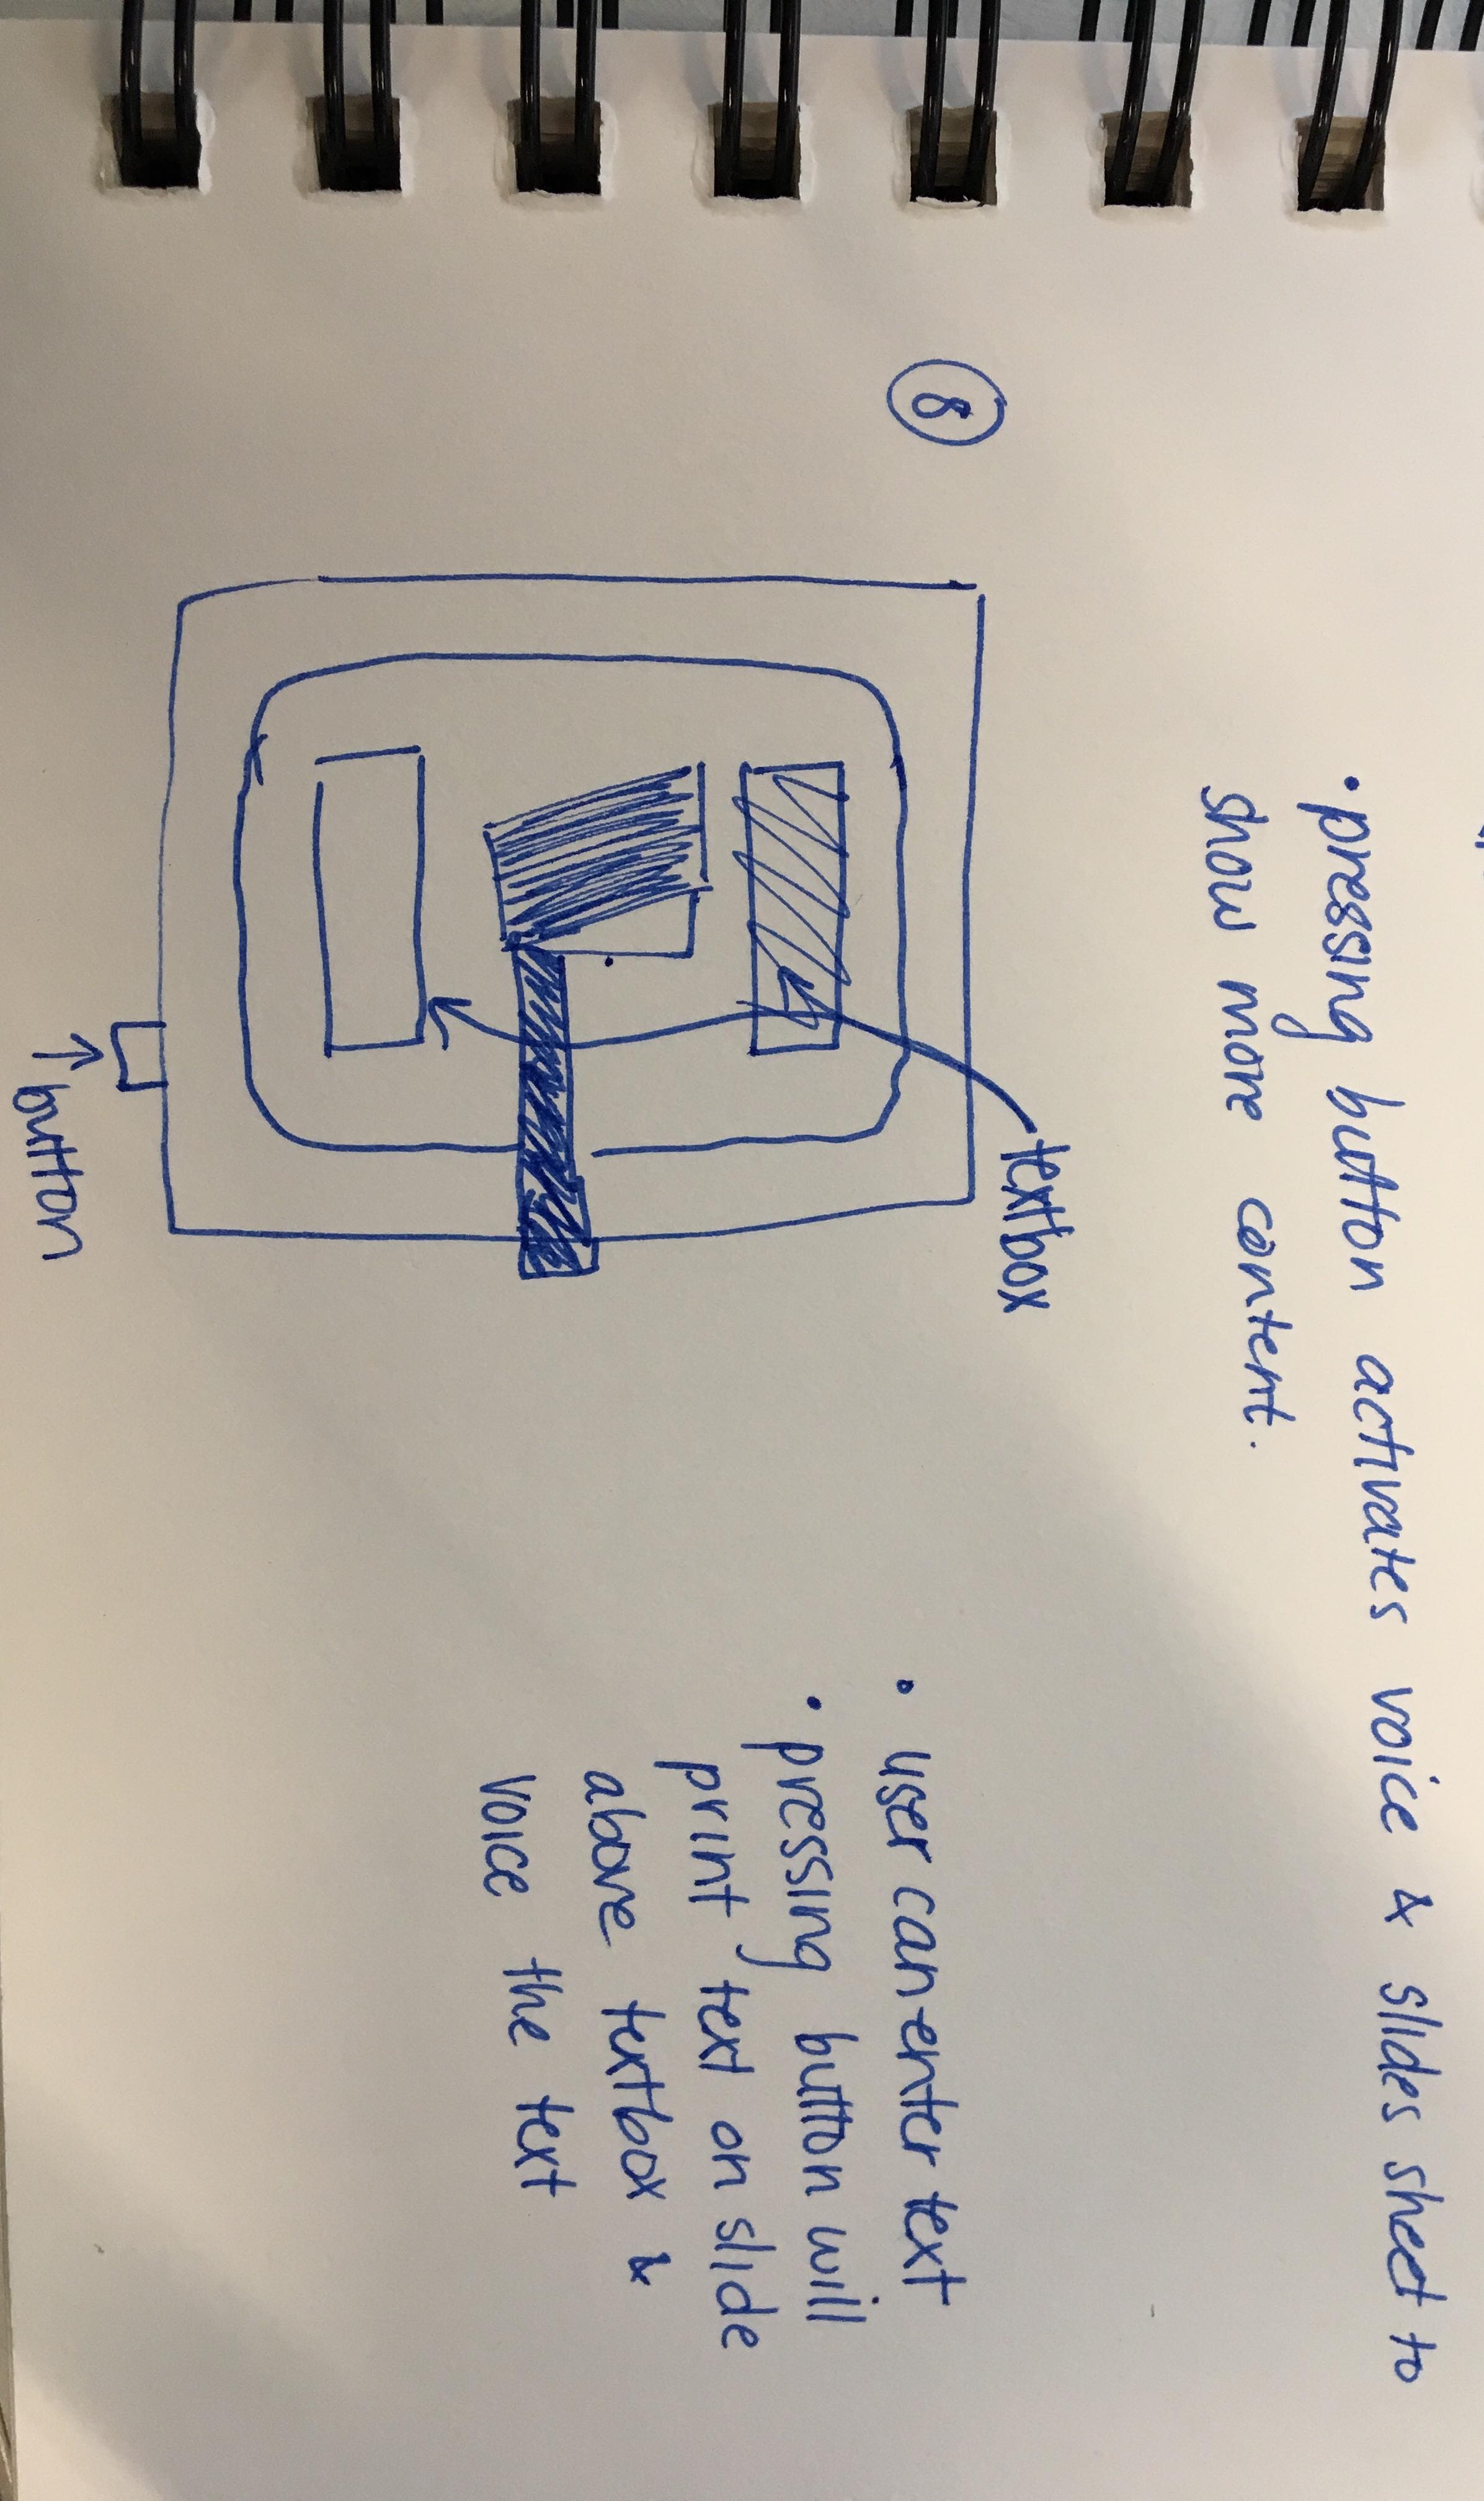 • pressing button activates voice & slides sheet to
show more content.
8
textbox
button
• user can enter text
• pressing button will
print text on slide
above textbox &
voice the text